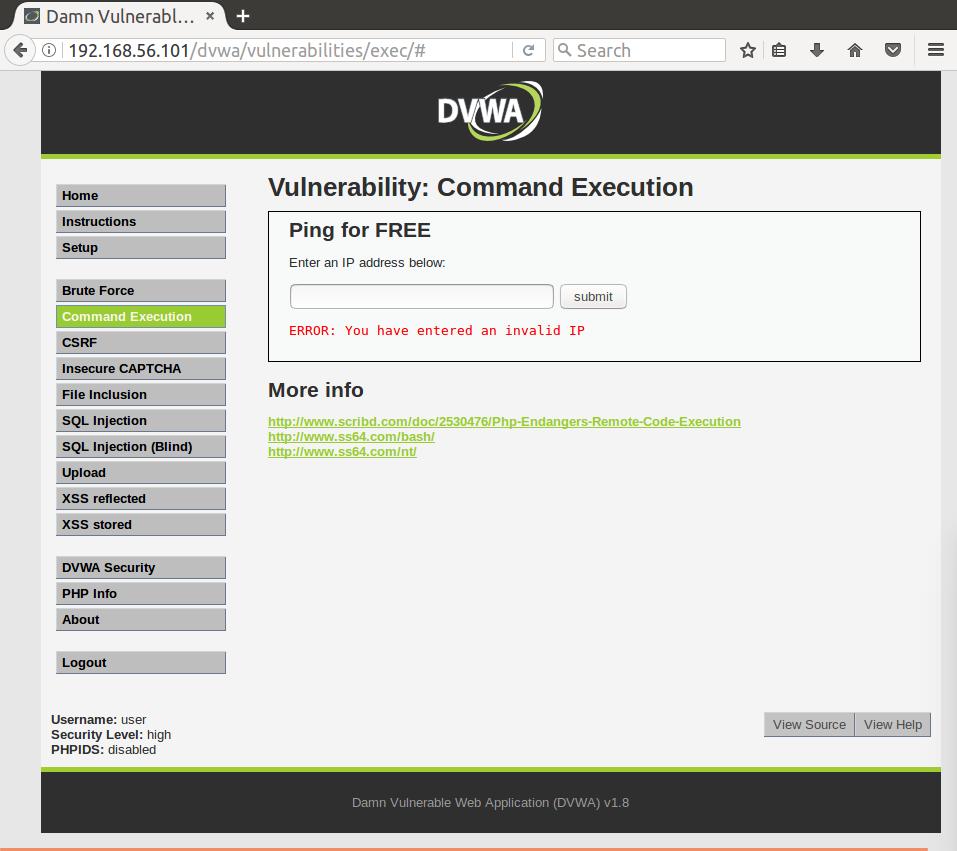 Damn Vulnerabl... ×
192.168.56.101/dvwa/vulnerabilities/exec/#
Search
DVWA
Home
Instructions
Setup
Brute Force
Command Execution
CSRF
Insecure CAPTCHA
File Inclusion
SQL Injection
SQL Injection (Blind)
Upload
XSS reflected
XSS stored
DVWA Security
PHP Info
About
Logout
Vulnerability: Command Execution
Ping for FREE
Enter an IP address below:
submit
ERROR: You have entered an invalid IP
More info
http://www.scribd.com/doc/2530476/Php-Endangers-Remote-Code-Execution
http://www.ss64.com/bash/
http://www.ss64.com/nt/
Username: user
Security Level: high
PHPIDS: disabled
View Source
View Help
Damn Vulnerable Web Application (DVWA) v1.8